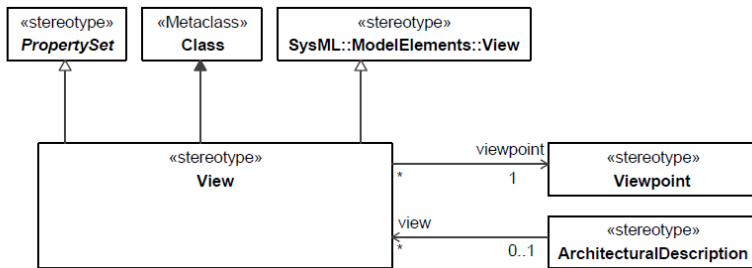 «stereotype»
PropertySet
«Metaclass»
Class
«stereotype»
SysML::ModelElements::View
«stereotype»
View
viewpoint
*
1
«stereotype»
Viewpoint
view
*
0..1
«stereotype»
ArchitecturalDescription